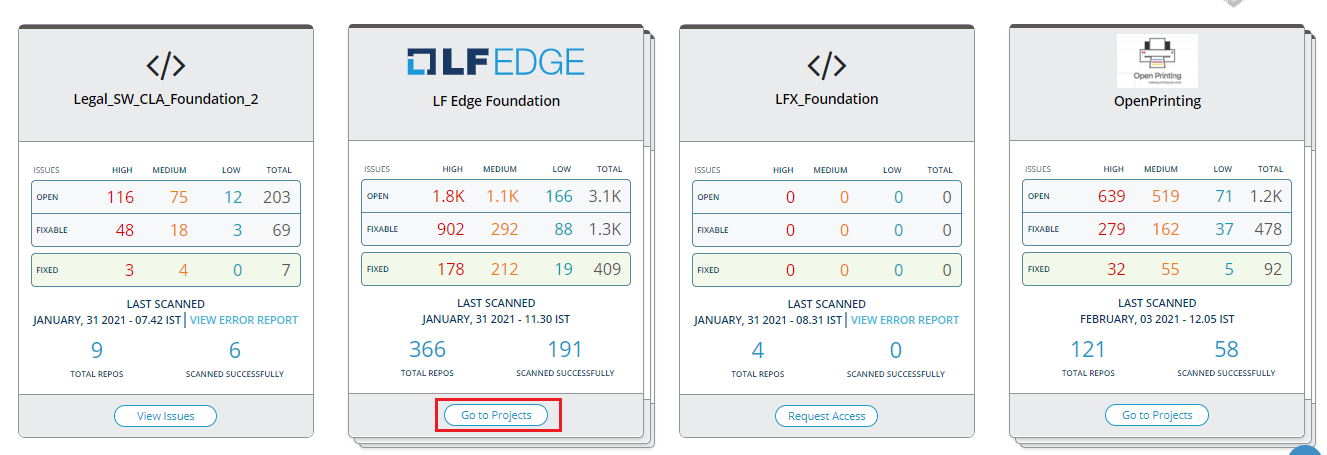 </>
Legal_SW_CLA_Foundation_2
ISSUES HIGH MEDIUM LOW TOTAL
OPEN 116 75 12 203
FIXABLE 48 18 3 69
FIXED 3 4 0 7
LAST SCANNED
JANUARY, 31 2021 - 07.42 IST | VIEW ERROR REPORT
9 6
TOTAL REPOS SCANNED SUCCESSFULLY
View Issues
LF EDGE
LF Edge Foundation
ISSUES HIGH MEDIUM LOW TOTAL
OPEN 1.8K 1.1K 166 3.1K
FIXABLE 902 292 88 1.3K
FIXED 178 212 19 409
LAST SCANNED
JANUARY, 31 2021 - 11.30 IST
366 191
TOTAL REPOS SCANNED SUCCESSFULLY
Go to Projects
</>
LFX_Foundation
ISSUES HIGH MEDIUM LOW TOTAL
OPEN 0 0 0 0
FIXABLE 0 0 0 0
FIXED 0 0 0 0
LAST SCANNED
JANUARY, 31 2021 - 08.31 IST | VIEW ERROR REPORT
4 0
TOTAL REPOS SCANNED SUCCESSFULLY
Request Access
Open Printing
OpenPrinting
ISSUES HIGH MEDIUM LOW TOTAL
OPEN 639 519 71 1.2K
FIXABLE 279 162 37 478
FIXED 32 55 5 92
LAST SCANNED
FEBRUARY, 03 2021 - 12.05 IST
121 58
TOTAL REPOS SCANNED SUCCESSFULLY
Go to Projects